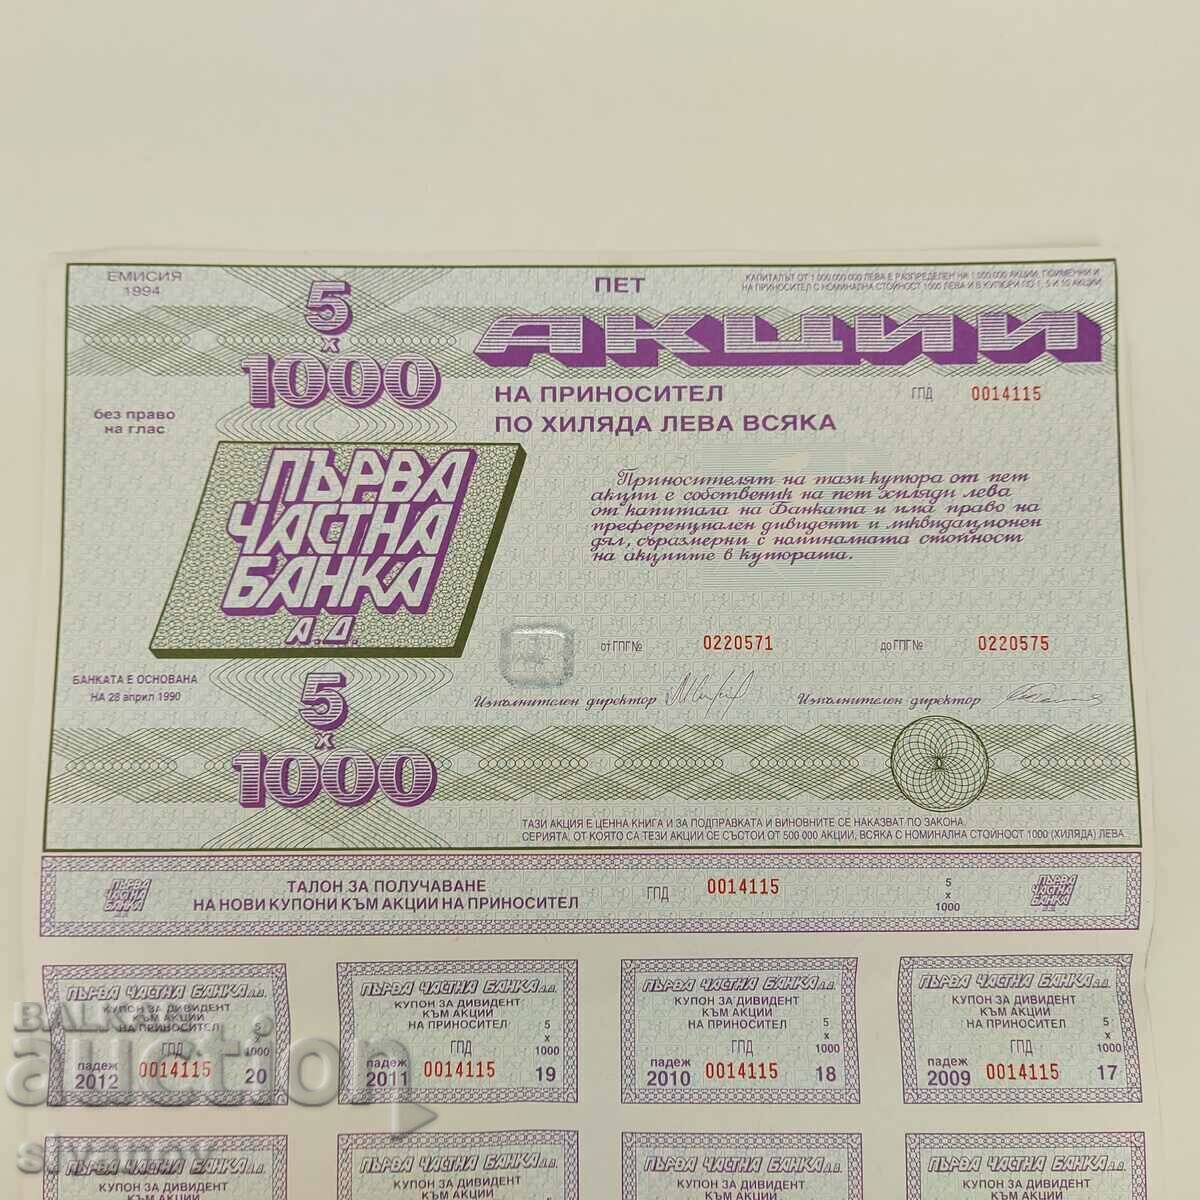 ЕМИСИЯ
1994
5
x
1000
ПЕТ
КАПИТАЛЪТ ОТ 1 000 000 000 ЛЕВА Е РАЗПРЕДЕЛЕН НА 1 000 000 АКЦИИ, ПОИМЕННИ И
НА ПРИНОСИТЕЛ С НОМИНАЛНА СТОЙНОСТ 1000 ЛЕВА И В КУПЮРИ ПО 1, 5 И 10 АКЦИИ
АКЦИИ
НА ПРИНОСИТЕЛ
ПО ХИЛЯДА ЛЕВА ВСЯКА
ГПД 0014115
без право
на глас
ПЪРВА
ЧАСТНА
БАНКА
А.Д.
Приносителят на тази купюра от пет
акции е собственик на пет хиляди лева
от капитала на Банката и има право на
преференциален дивидент и ликвидационен
дял, съразмерни с номиналната стойност
на акциите в купюрата.
от ГПГ № 0220571 до ГПГ № 0220575
БАНКАТА Е ОСНОВАНА
НА 28 април 1990
Изпълнителен директор
Изпълнителен директор
5
x
1000
ТАЗИ АКЦИЯ Е ЦЕННА КНИГА И ЗА ПОДПРАВКАТА И ВИНОВНИТЕ СЕ НАКАЗВАТ ПО ЗАКОНА.
СЕРИЯТА, ОТ КОЯТО СА ТЕЗИ АКЦИИ СЕ СЪСТОИ ОТ 500 000 АКЦИИ, ВСЯКА С НОМИНАЛНА СТОЙНОСТ 1000 (ХИЛЯДА) ЛЕВА.
ПЪРВА
ЧАСТНА
БАНКА
ТАЛОН ЗА ПОЛУЧАВАНЕ
НА НОВИ КУПОНИ КЪМ АКЦИИ НА ПРИНОСИТЕЛ
ГПД 0014115
5
x
1000
ПЪРВА
ЧАСТНА
БАНКА
А.Д.
ПЪРВА ЧАСТНА БАНКА А.Д.
КУПОН ЗА ДИВИДЕНТ
КЪМ АКЦИИ
НА ПРИНОСИТЕЛ
5
x
1000
ГПД
падеж
2012 0014115 20
ПЪРВА ЧАСТНА БАНКА А.Д.
КУПОН ЗА ДИВИДЕНТ
КЪМ АКЦИИ
НА ПРИНОСИТЕЛ
5
x
1000
ГПД
падеж
2011 0014115 19
ПЪРВА ЧАСТНА БАНКА А.Д.
КУПОН ЗА ДИВИДЕНТ
КЪМ АКЦИИ
НА ПРИНОСИТЕЛ
5
x
1000
ГПД
падеж
2010 0014115 18
ПЪРВА ЧАСТНА БАНКА А.Д.
КУПОН ЗА ДИВИДЕНТ
КЪМ АКЦИИ
НА ПРИНОСИТЕЛ
5
x
1000
ГПД
падеж
2009 0014115 17
BALKAN
auction
slvanov
ПЪРВА ЧАСТНА БАНКА А.Д.
КУПОН ЗА ДИВИДЕНТ
КЪМ АКЦИИ
ПЪРВА ЧАСТНА БАНКА А.Д.
КУПОН ЗА ДИВИДЕНТ
КЪМ АКЦИИ
ПЪРВА ЧАСТНА БАНКА А.Д.
КУПОН ЗА ДИВИДЕНТ
КЪМ АКЦИИ
ПЪРВА ЧАСТНА БАНКА А.Д.
КУПОН ЗА ДИВИДЕНТ
КЪМ АКЦИИ